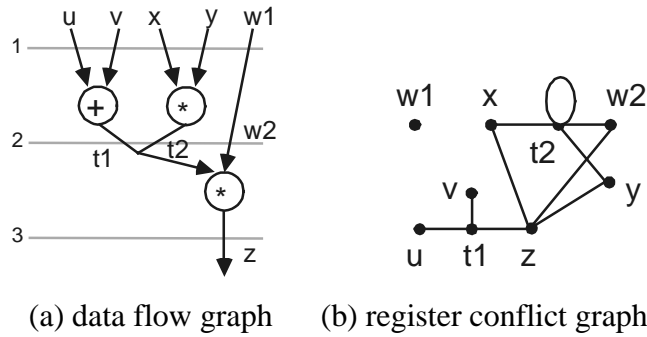 u v x y w1
1
+ *
2 w2
t1 t2
*
3
z
w1 x w2
t2
v y
u t1 z
(a) data flow graph (b) register conflict graph